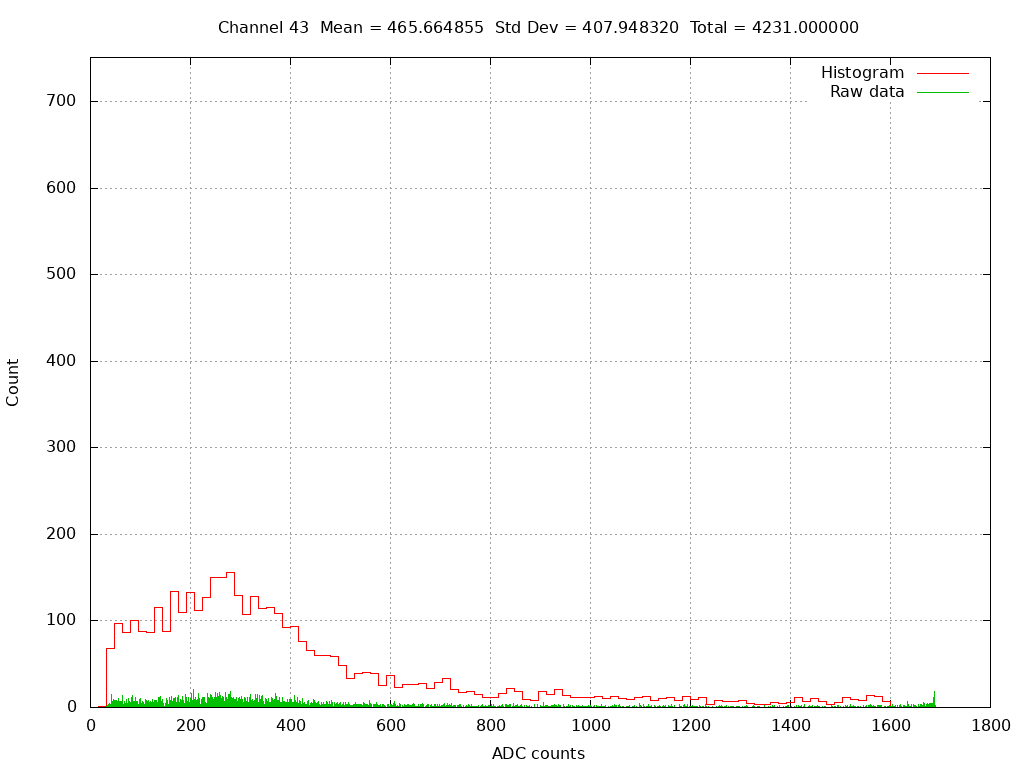 Channel 43  Mean = 465.664855  Std Dev = 407.948320  Total = 4231.000000
Histogram
Raw data
700
600
500
400
300
200
100
0
Count
0 200 400 600 800 1000 1200 1400 1600 1800
ADC counts